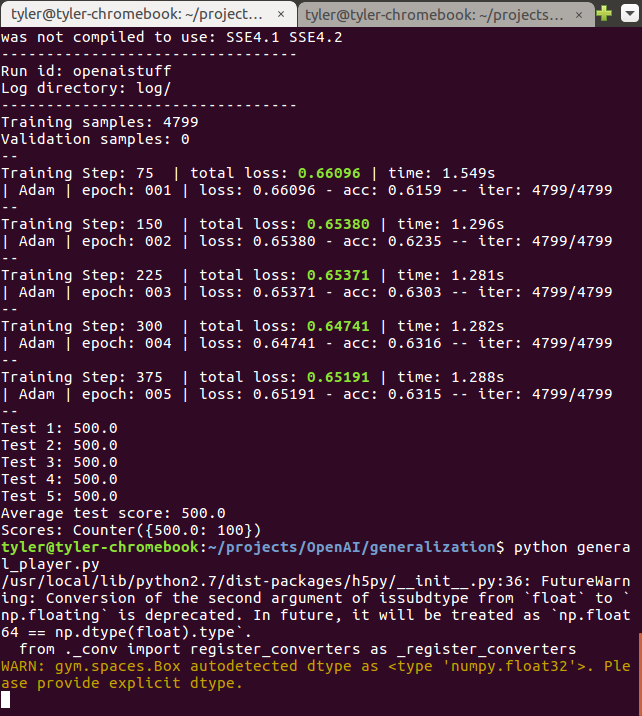 tyler@tyler-chromebook: ~/project... × tyler@tyler-chromebook: ~/projects... ×
was not compiled to use: SSE4.1 SSE4.2
---------------------------------
Run id: openaistuff
Log directory: log/
---------------------------------
Training samples: 4799
Validation samples: 0
--
Training Step: 75  | total loss: 0.66096 | time: 1.549s
| Adam | epoch: 001 | loss: 0.66096 - acc: 0.6159 -- iter: 4799/4799
--
Training Step: 150  | total loss: 0.65380 | time: 1.296s
| Adam | epoch: 002 | loss: 0.65380 - acc: 0.6235 -- iter: 4799/4799
--
Training Step: 225  | total loss: 0.65371 | time: 1.281s
| Adam | epoch: 003 | loss: 0.65371 - acc: 0.6303 -- iter: 4799/4799
--
Training Step: 300  | total loss: 0.64741 | time: 1.282s
| Adam | epoch: 004 | loss: 0.64741 - acc: 0.6316 -- iter: 4799/4799
--
Training Step: 375  | total loss: 0.65191 | time: 1.288s
| Adam | epoch: 005 | loss: 0.65191 - acc: 0.6315 -- iter: 4799/4799
--
Test 1: 500.0
Test 2: 500.0
Test 3: 500.0
Test 4: 500.0
Test 5: 500.0
Average test score: 500.0
Scores: Counter({500.0: 100})
tyler@tyler-chromebook:~/projects/OpenAI/generalization$ python genera
l_player.py
/usr/local/lib/python2.7/dist-packages/h5py/__init__.py:36: FutureWarn
ing: Conversion of the second argument of issubdtype from `float` to `
np.floating` is deprecated. In future, it will be treated as `np.float
64 == np.dtype(float).type`.
  from ._conv import register_converters as _register_converters
WARN: gym.spaces.Box autodetected dtype as <type 'numpy.float32'>. Ple
ase provide explicit dtype.